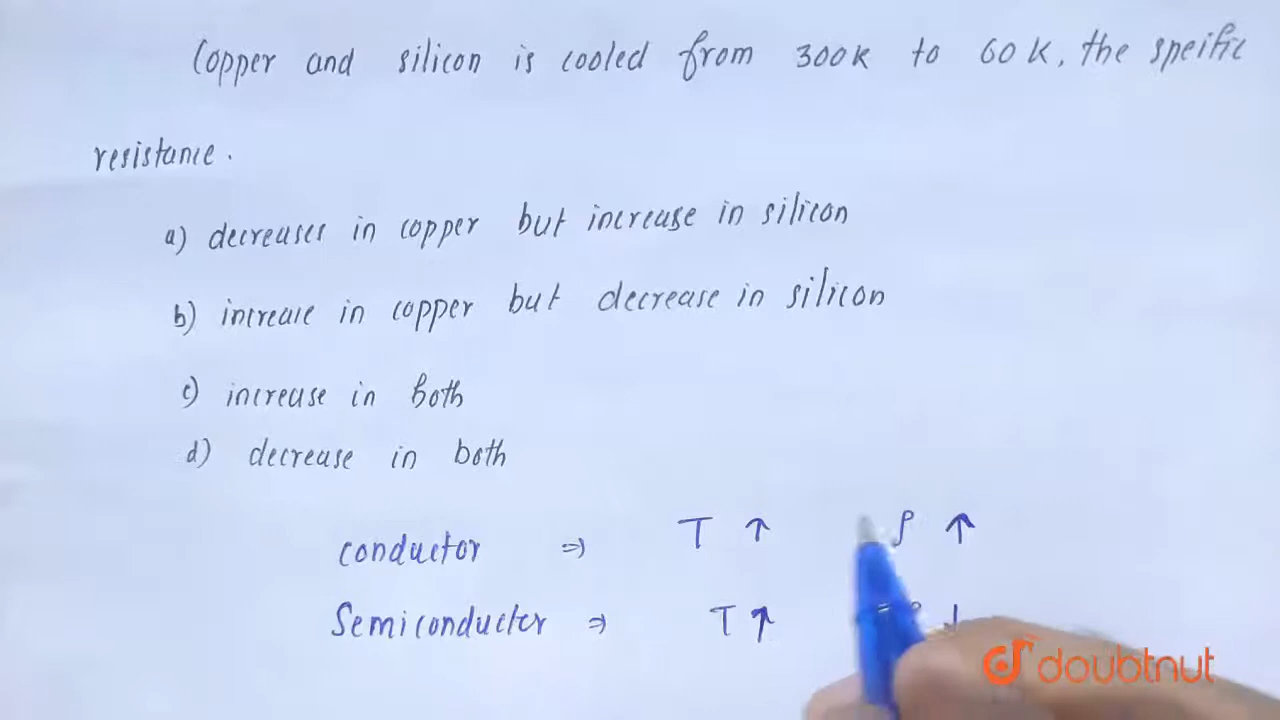 Copper and silicon is cooled from 300K to 60K, the speific
resistance.
a) decreases in copper but increase in silicon
b) increase in copper but decrease in silicon
c) increase in both
d) decrease in both
conductor ⇒ T ↑ ρ ↑
Semiconductor ⇒ T ↑ ↓
doubtnut